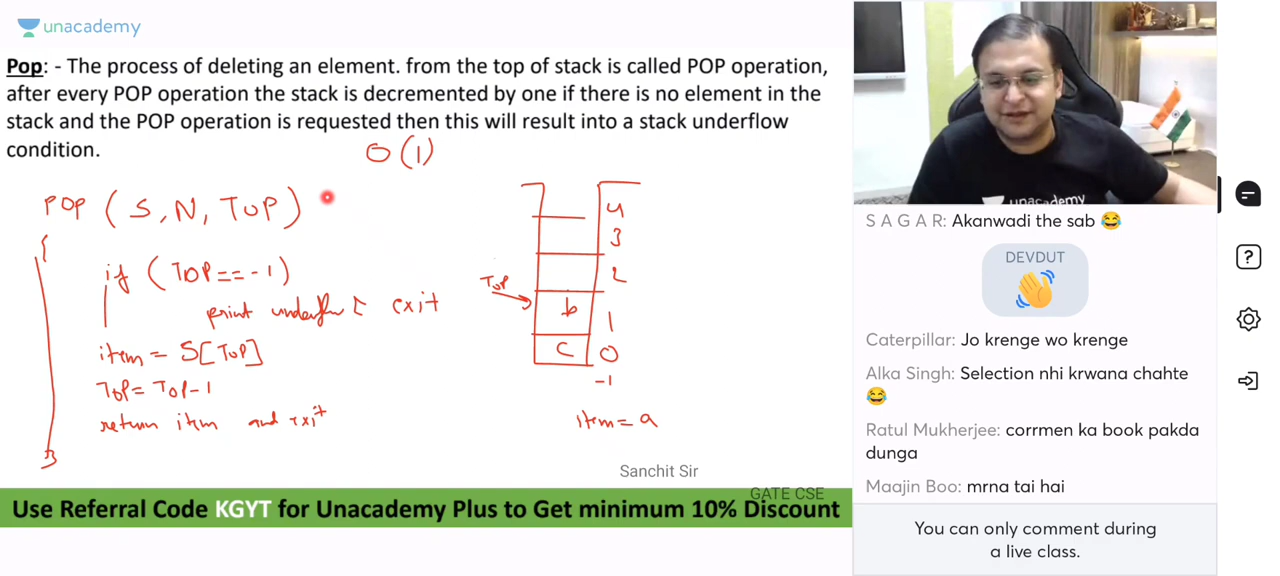 unacademy
Pop: - The process of deleting an element. from the top of stack is called POP operation,
after every POP operation the stack is decremented by one if there is no element in the
stack and the POP operation is requested then this will result into a stack underflow
condition.
O(1)
POP (S, N, TOP)
{
if (TOP == -1)
print underflow & exit
item = S[TOP]
TOP = TOP - 1
return item and exit
}
4
3
2
TOP
b 1
C 0
-1
item = a
Sanchit Sir
GATE CSE
Use Referral Code KGYT for Unacademy Plus to Get minimum 10% Discount
unacademy
S A G A R: Akanwadi the sab 😂
DEVDUT
👋
Caterpillar: Jo krenge wo krenge
Alka Singh: Selection nhi krwana chahte
😂
Ratul Mukherjee: corrmen ka book pakda
dunga
Maajin Boo: mrna tai hai
You can only comment during
a live class.
?